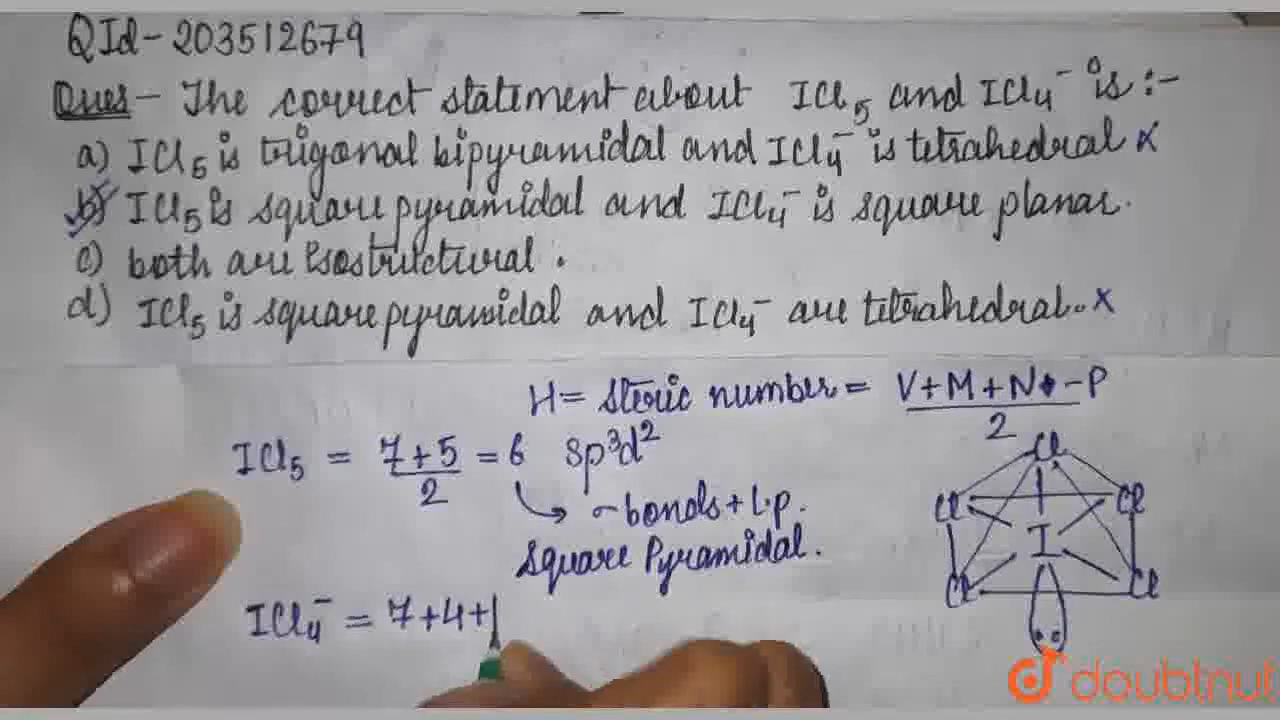 QId-203512679
Ques - The correct statement about ICl₅ and ICl₄⁻ is :-
a) ICl₅ is trigonal bipyramidal and ICl₄⁻ is tetrahedral x
b) ICl₅ is square pyramidal and ICl₄⁻ is square planar.
c) both are isostructural.
d) ICl₅ is square pyramidal and ICl₄⁻ are tetrahedral. x
H = Steric number = V+M+N-P
2
ICl₅ = 7+5 = 6 sp³d²
2
→ σ bonds + l.p.
Square Pyramidal.
ICl₄⁻ = 7+4+1
Cl
Cl Cl
I
Cl Cl
doubtnut